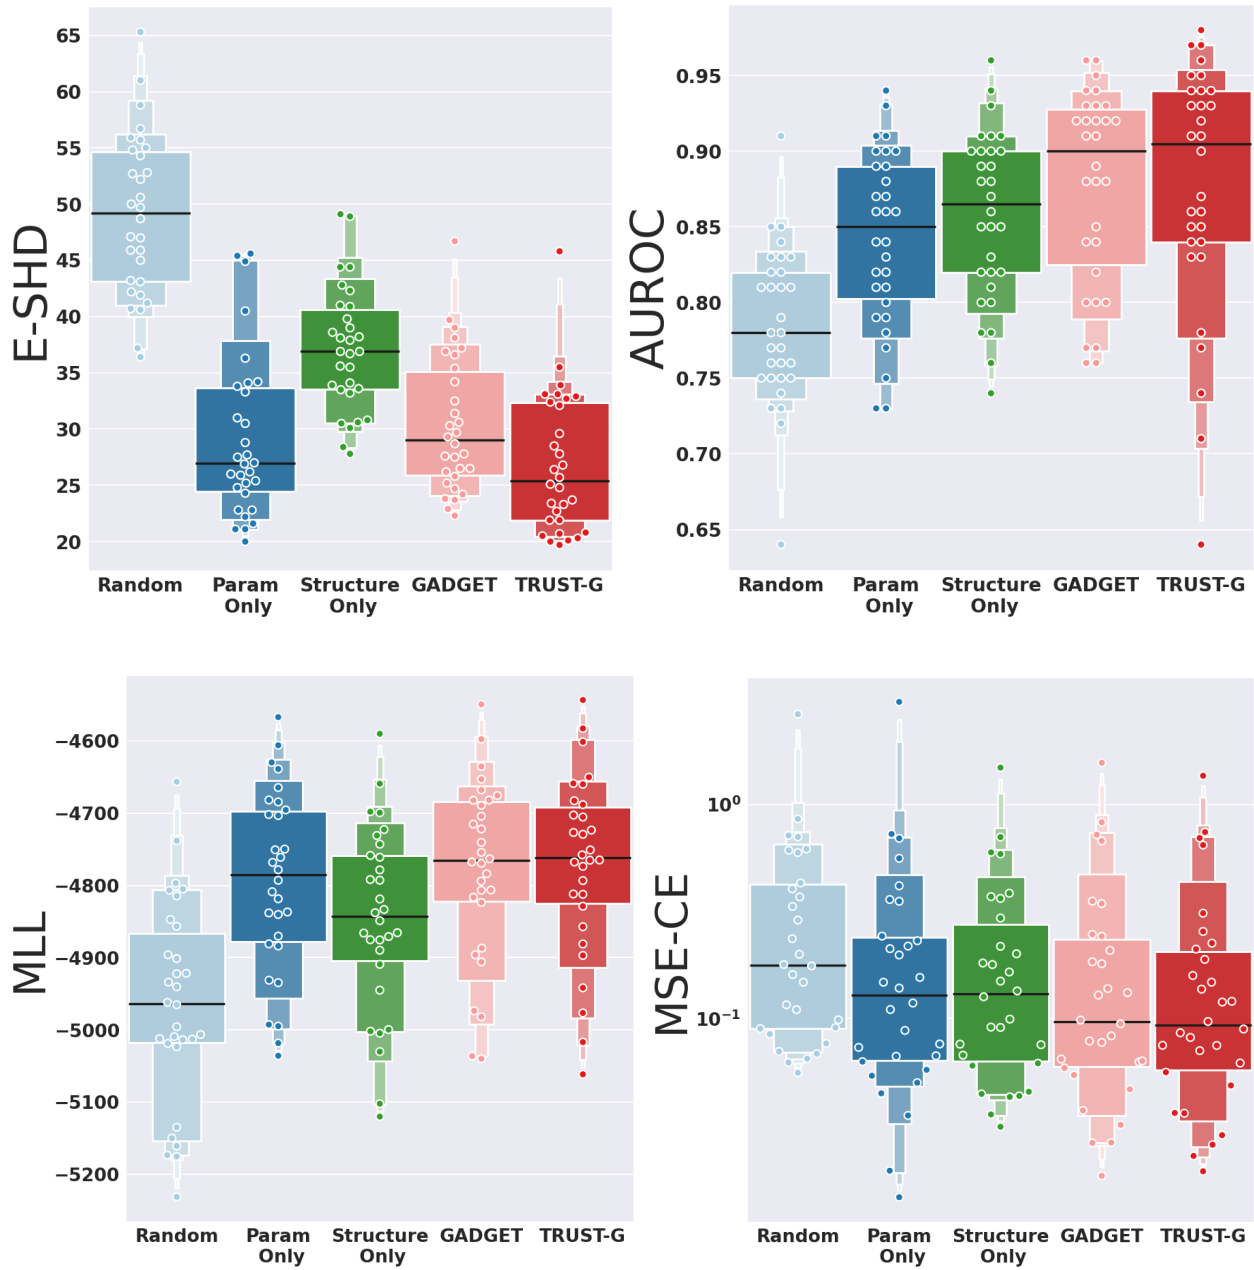 E-SHD
65
60
55
50
45
40
35
30
25
20
Random
Param
Only
Structure
Only
GADGET
TRUST-G
AUROC
0.95
0.90
0.85
0.80
0.75
0.70
0.65
Random
Param
Only
Structure
Only
GADGET
TRUST-G
MLL
−4600
−4700
−4800
−4900
−5000
−5100
−5200
Random
Param
Only
Structure
Only
GADGET
TRUST-G
MSE-CE
10⁰
10⁻¹
Random
Param
Only
Structure
Only
GADGET
TRUST-G